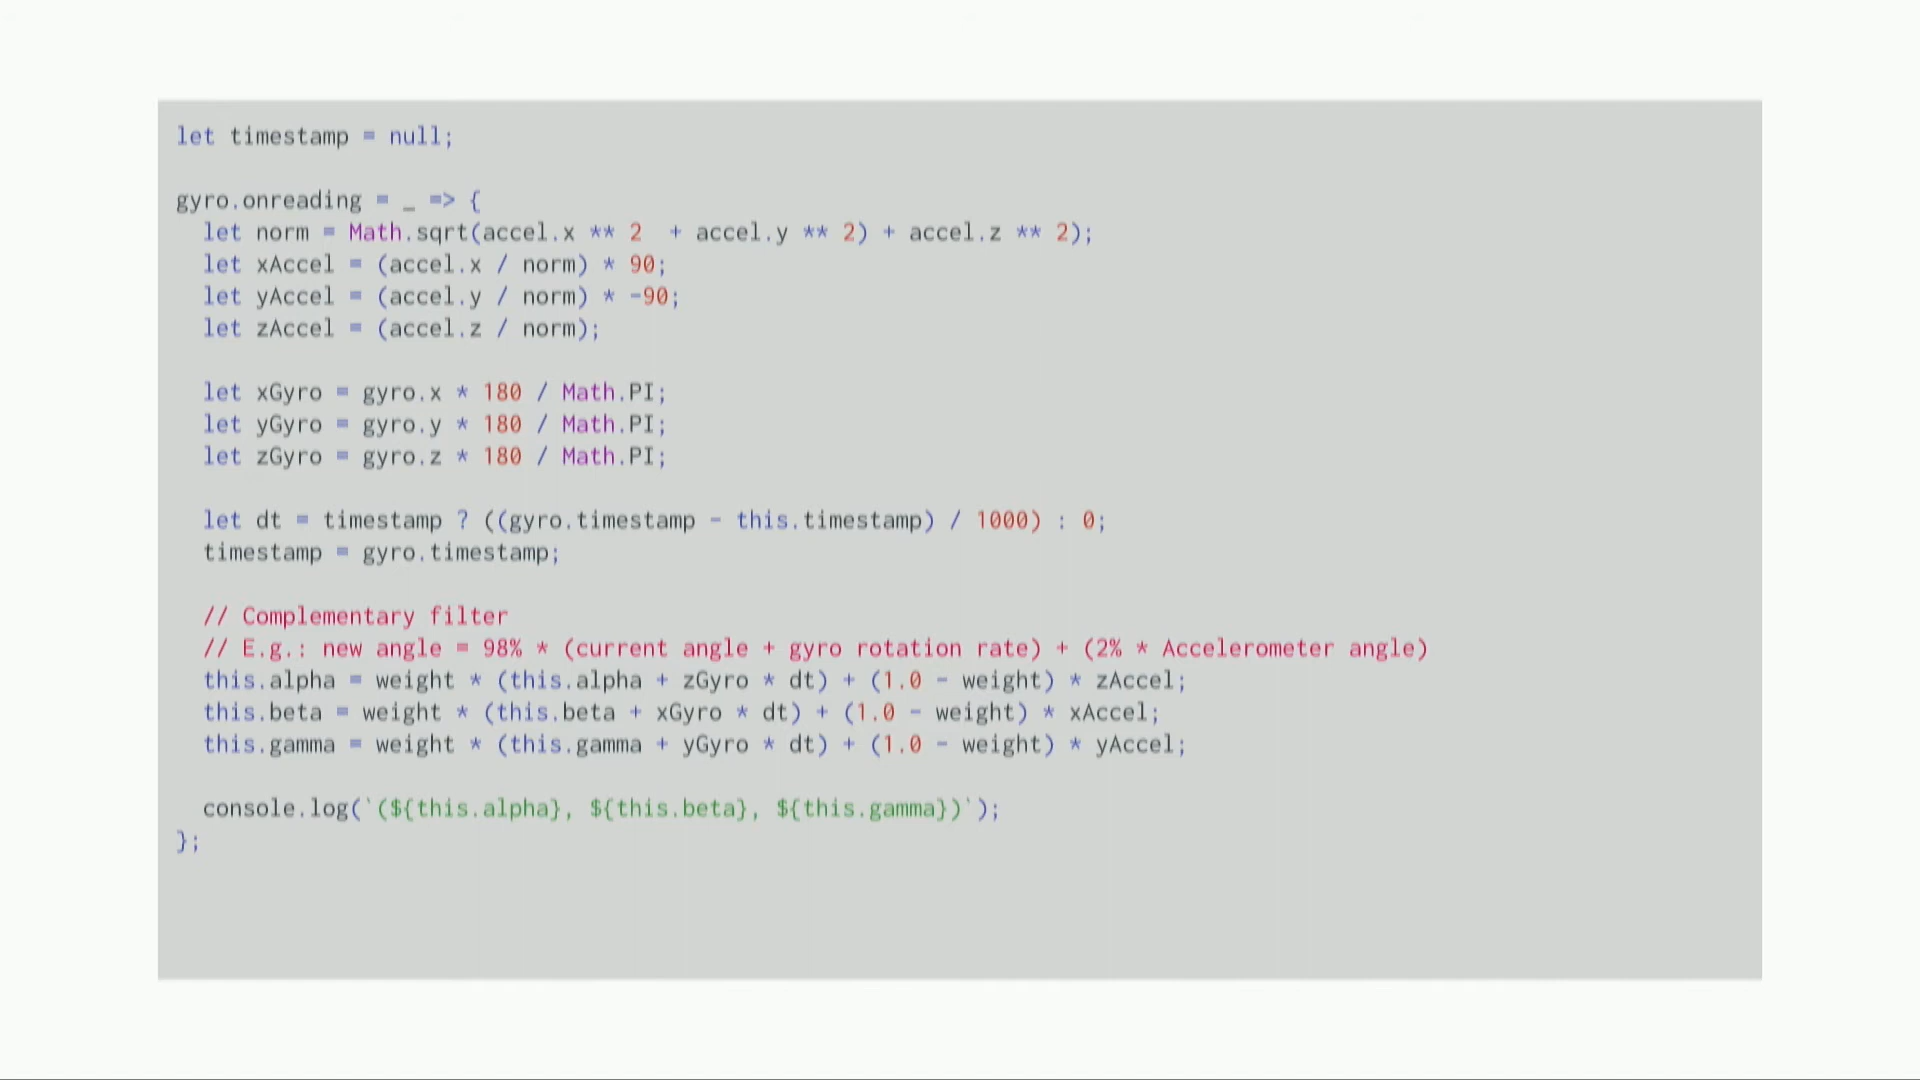 let timestamp = null;
gyro.onreading = _ => {
let norm = Math.sqrt(accel.x ** 2  + accel.y ** 2) + accel.z ** 2);
let xAccel = (accel.x / norm) * 90;
let yAccel = (accel.y / norm) * -90;
let zAccel = (accel.z / norm);
let xGyro = gyro.x * 180 / Math.PI;
let yGyro = gyro.y * 180 / Math.PI;
let zGyro = gyro.z * 180 / Math.PI;
let dt = timestamp ? ((gyro.timestamp - this.timestamp) / 1000) : 0;
timestamp = gyro.timestamp;
// Complementary filter
// E.g.: new angle = 98% * (current angle + gyro rotation rate) + (2% * Accelerometer angle)
this.alpha = weight * (this.alpha + zGyro * dt) + (1.0 - weight) * zAccel;
this.beta = weight * (this.beta + xGyro * dt) + (1.0 - weight) * xAccel;
this.gamma = weight * (this.gamma + yGyro * dt) + (1.0 - weight) * yAccel;
console.log(`(${this.alpha}, ${this.beta}, ${this.gamma})`);
};